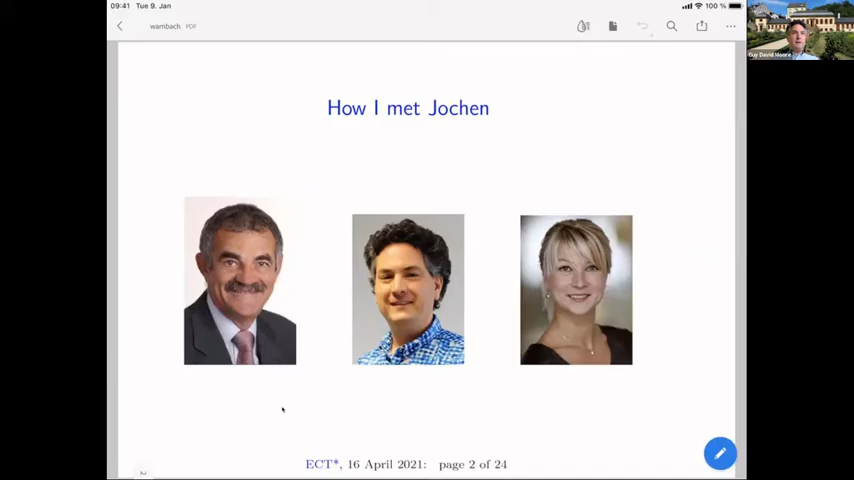 09:41 Tue 9. Jan
100 %
wambach PDF
Guy David Moore
How I met Jochen
ECT*, 16 April 2021: page 2 of 24
2